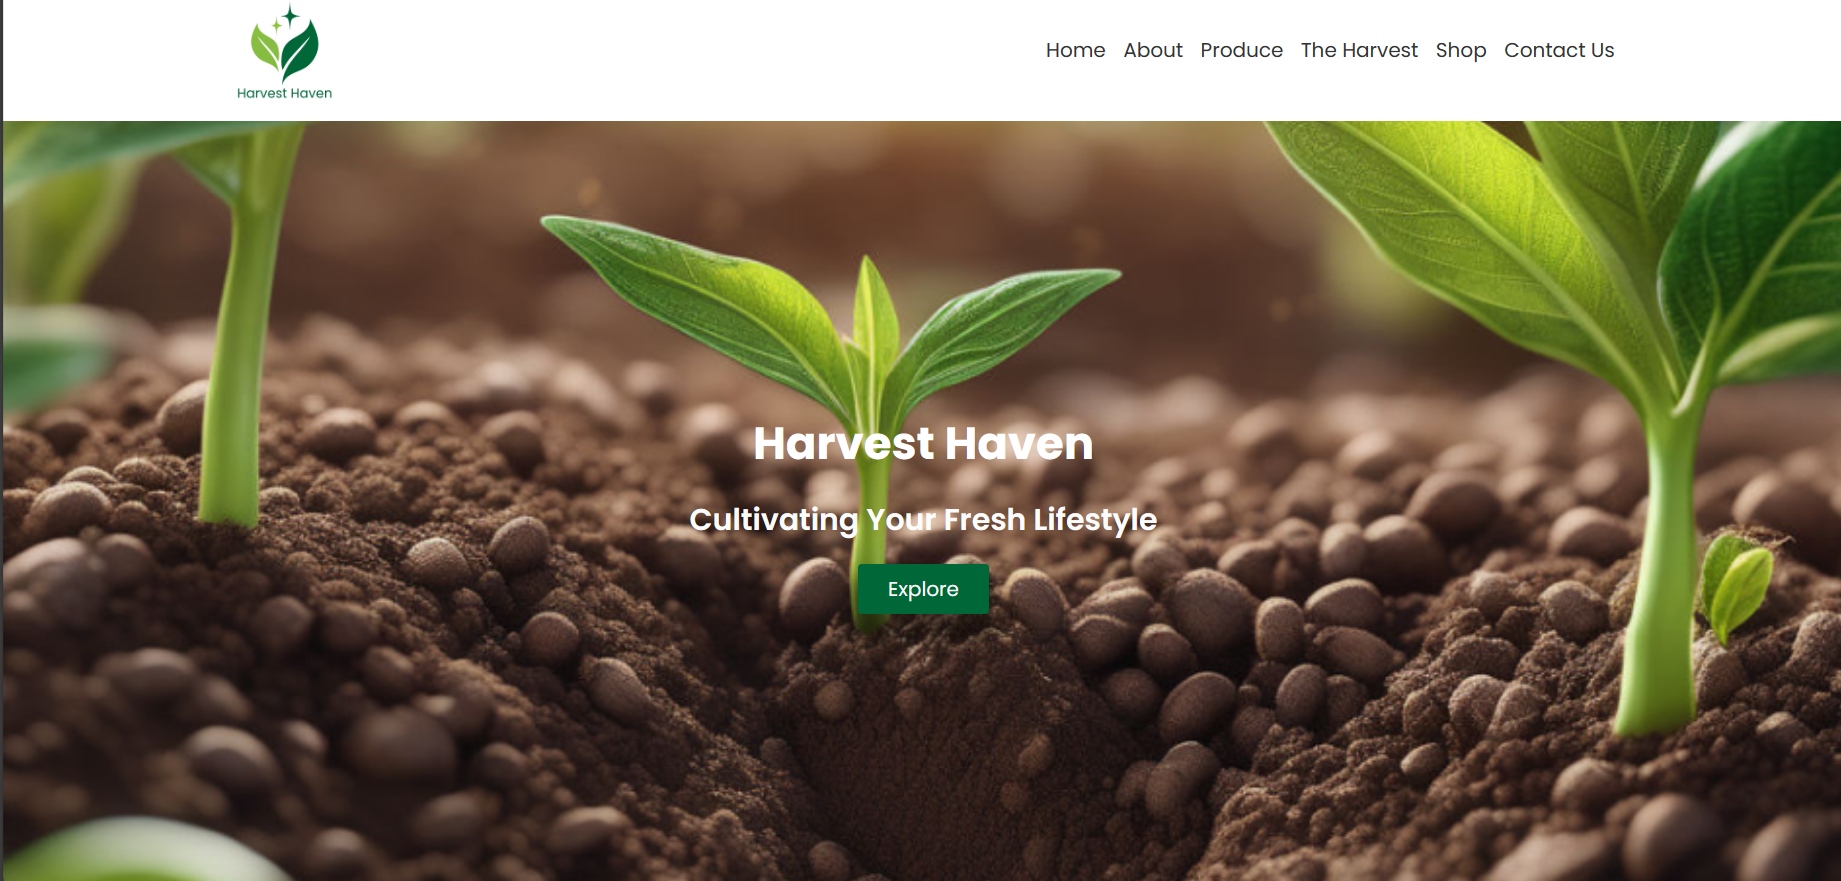 Harvest Haven
Home About Produce The Harvest Shop Contact Us
Harvest Haven
Cultivating Your Fresh Lifestyle
Explore